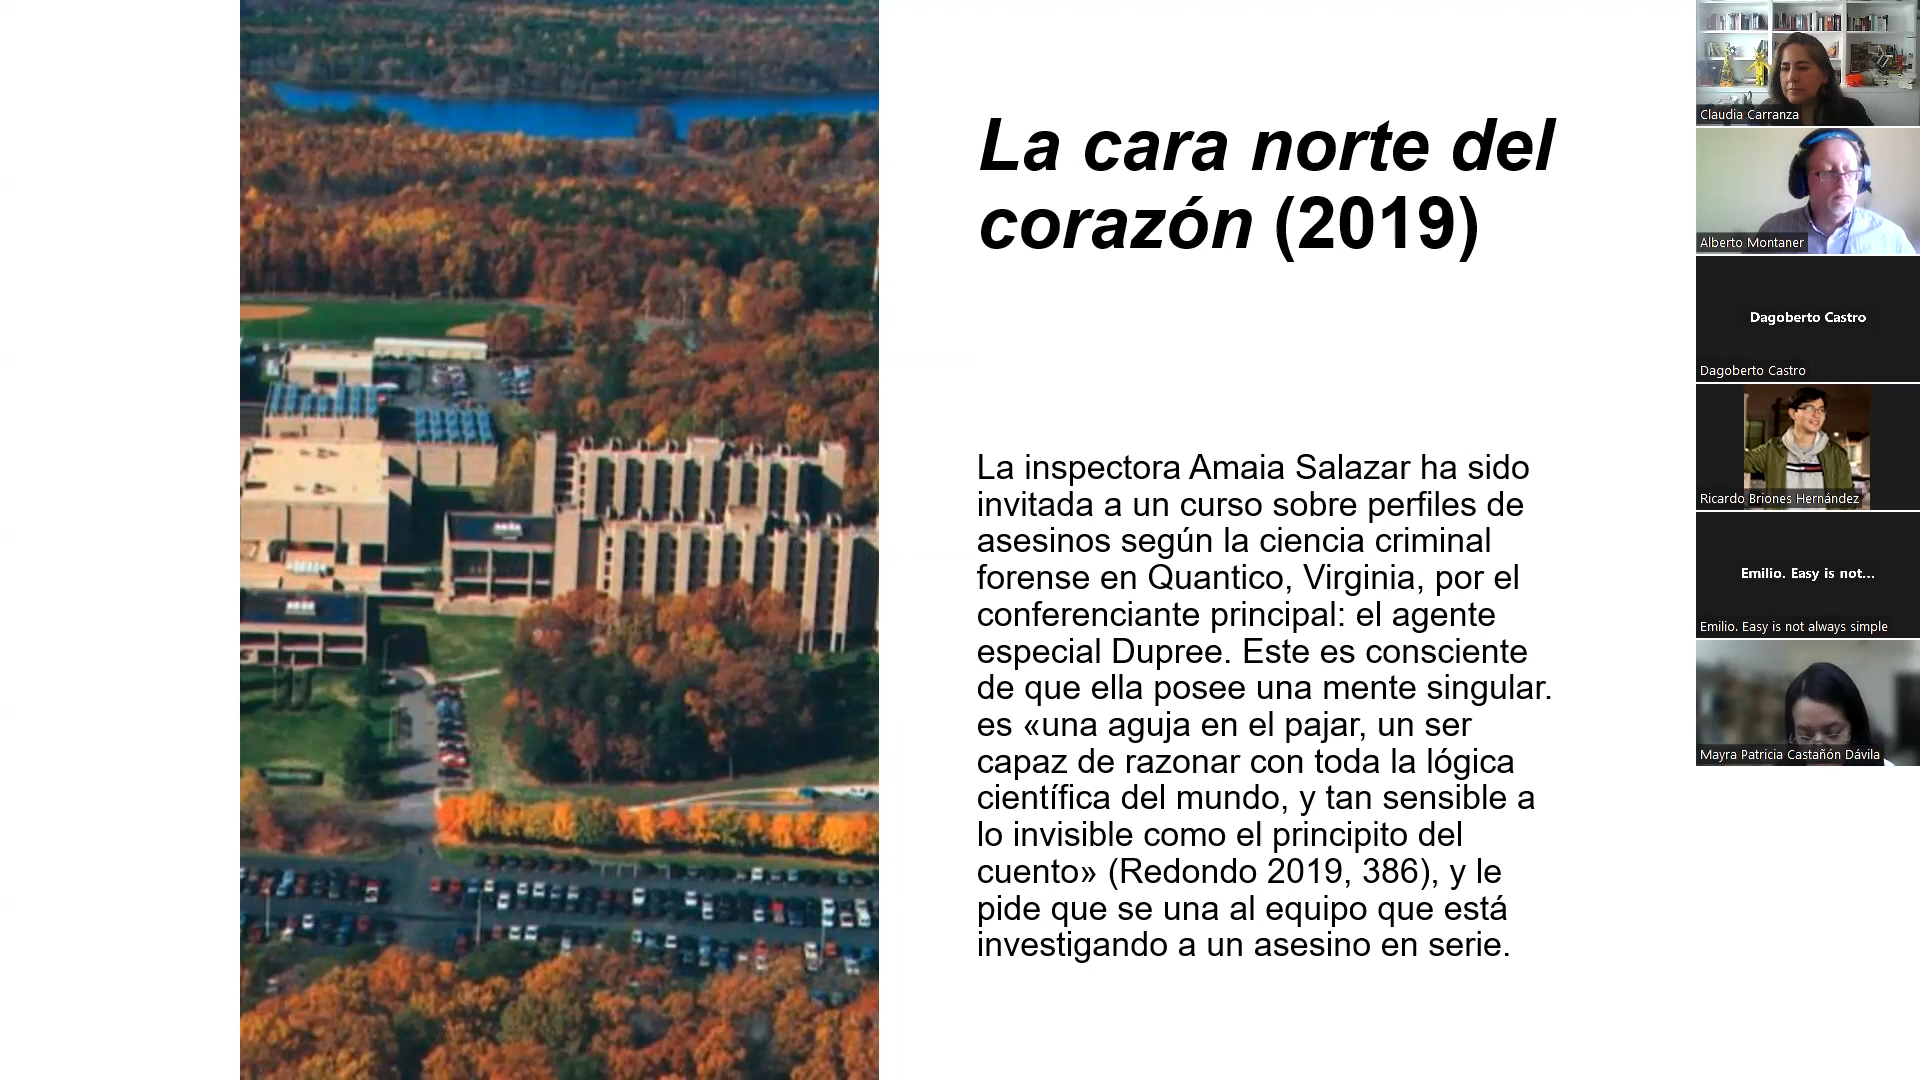 La cara norte del
corazón (2019)
La inspectora Amaia Salazar ha sido
invitada a un curso sobre perfiles de
asesinos según la ciencia criminal
forense en Quantico, Virginia, por el
conferenciante principal: el agente
especial Dupree. Este es consciente
de que ella posee una mente singular.
es «una aguja en el pajar, un ser
capaz de razonar con toda la lógica
científica del mundo, y tan sensible a
lo invisible como el principito del
cuento» (Redondo 2019, 386), y le
pide que se una al equipo que está
investigando a un asesino en serie.
Claudia Carranza
Alberto Montaner
Dagoberto Castro
Dagoberto Castro
Ricardo Briones Hernández
Emilio. Easy is not...
Emilio. Easy is not always simple
Mayra Patricia Castañón Dávila